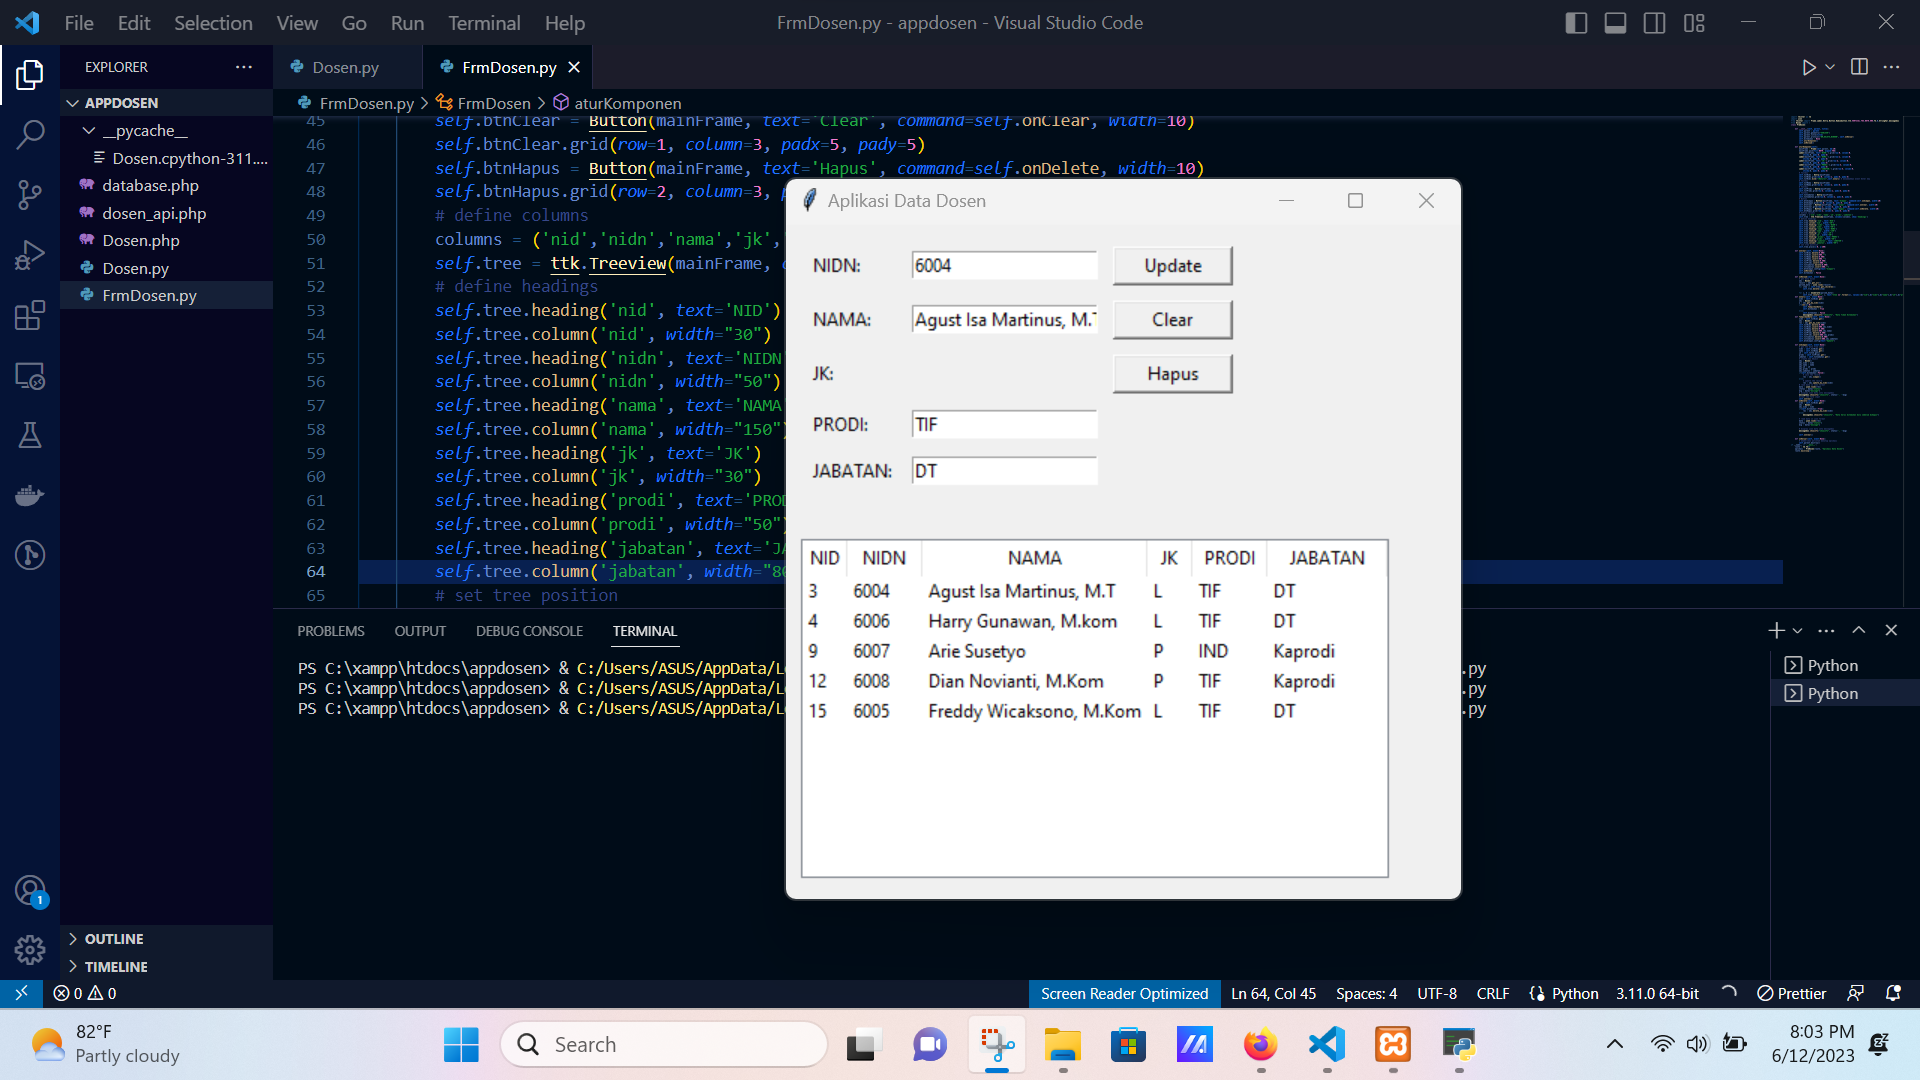 File Edit Selection View Go Run Terminal Help
FrmDosen.py - appdosen - Visual Studio Code
EXPLORER
APPDOSEN
__pycache__
Dosen.cpython-311....
database.php
dosen_api.php
Dosen.php
Dosen.py
FrmDosen.py
OUTLINE
TIMELINE
Dosen.py
FrmDosen.py
FrmDosen.py > FrmDosen > aturKomponen
45 self.btnClear = Button(mainFrame, text='Clear', command=self.onClear, width=10)
46 self.btnClear.grid(row=1, column=3, padx=5, pady=5)
47 self.btnHapus = Button(mainFrame, text='Hapus', command=self.onDelete, width=10)
48 self.btnHapus.grid(row=2, column=3, p
49 # define columns
50 columns = ('nid','nidn','nama','jk',
51 self.tree = ttk.Treeview(mainFrame,
52 # define headings
53 self.tree.heading('nid', text='NID')
54 self.tree.column('nid', width="30")
55 self.tree.heading('nidn', text='NIDN
56 self.tree.column('nidn', width="50")
57 self.tree.heading('nama', text='NAMA
58 self.tree.column('nama', width="150"
59 self.tree.heading('jk', text='JK')
60 self.tree.column('jk', width="30")
61 self.tree.heading('prodi', text='PROD
62 self.tree.column('prodi', width="50"
63 self.tree.heading('jabatan', text='JA
64 self.tree.column('jabatan', width="80
65 # set tree position
Aplikasi Data Dosen
NIDN: 6004 Update
NAMA: Agust Isa Martinus, M. Clear
JK: Hapus
PRODI: TIF
JABATAN: DT
NID NIDN NAMA JK PRODI JABATAN
3 6004 Agust Isa Martinus, M.T L TIF DT
4 6006 Harry Gunawan, M.kom L TIF DT
9 6007 Arie Susetyo P IND Kaprodi
12 6008 Dian Novianti, M.Kom P TIF Kaprodi
15 6005 Freddy Wicaksono, M.Kom L TIF DT
PROBLEMS OUTPUT DEBUG CONSOLE TERMINAL
PS C:\xampp\htdocs\appdosen> & C:/Users/ASUS/AppData/L .py
PS C:\xampp\htdocs\appdosen> & C:/Users/ASUS/AppData/L .py
PS C:\xampp\htdocs\appdosen> & C:/Users/ASUS/AppData/L .py
Python
Python
1
0 0
Screen Reader Optimized Ln 64, Col 45 Spaces: 4 UTF-8 CRLF Python 3.11.0 64-bit Prettier
82°F
Partly cloudy
Search
8:03 PM
6/12/2023